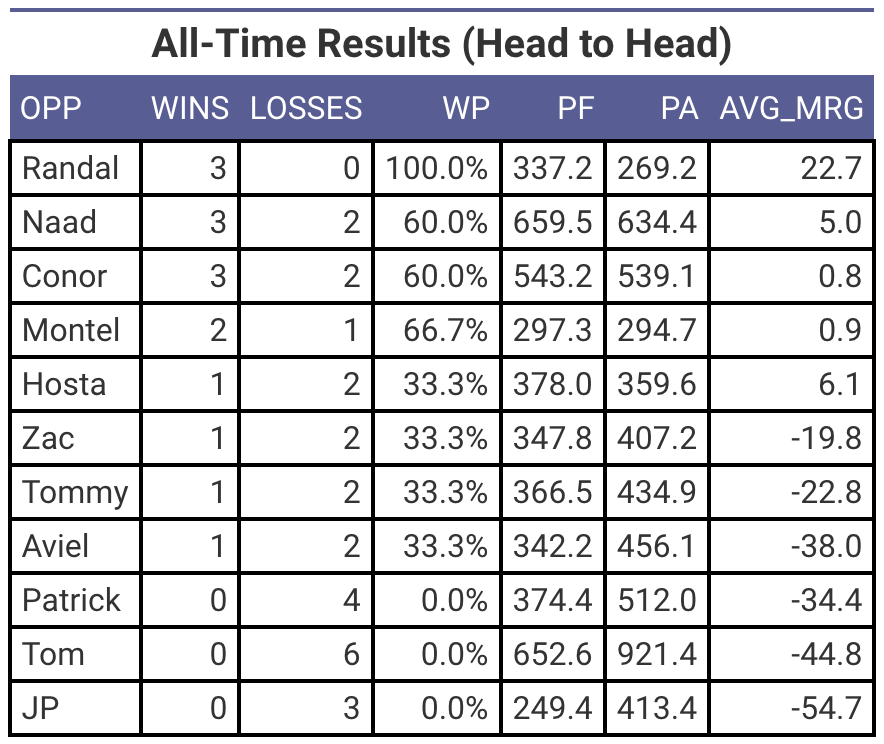 All-Time Results (Head to Head)
OPP WINS LOSSES WP PF PA AVG_MRG
Randal 3 0 100.0% 337.2 269.2 22.7
Naad 3 2 60.0% 659.5 634.4 5.0
Conor 3 2 60.0% 543.2 539.1 0.8
Montel 2 1 66.7% 297.3 294.7 0.9
Hosta 1 2 33.3% 378.0 359.6 6.1
Zac 1 2 33.3% 347.8 407.2 -19.8
Tommy 1 2 33.3% 366.5 434.9 -22.8
Aviel 1 2 33.3% 342.2 456.1 -38.0
Patrick 0 4 0.0% 374.4 512.0 -34.4
Tom 0 6 0.0% 652.6 921.4 -44.8
JP 0 3 0.0% 249.4 413.4 -54.7